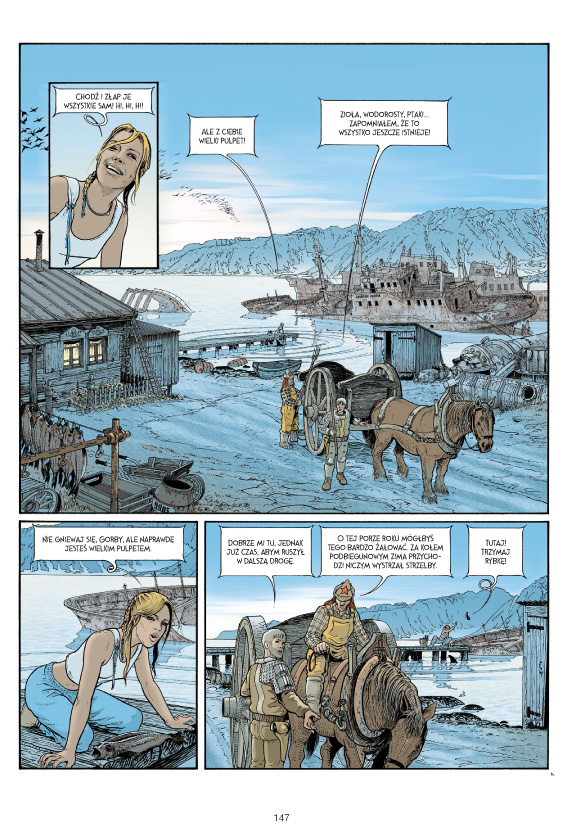 CHODŹ I ZŁAP JE
WSZYSTKIE SAM! HI, HI, HI!
ALE Z CIEBIE
WIELKI PULPET!
ZIOŁA, WODOROSTY, PTAKI...
ZAPOMNIAŁEM, ŻE TO
WSZYSTKO JESZCZE ISTNIEJE!
NIE GNIEWAJ SIĘ, GORBY, ALE NAPRAWDĘ
JESTEŚ WIELKIM PULPETEM.
DOBRZE MI TU, JEDNAK
JUŻ CZAS, ABYM RUSZYŁ
W DALSZĄ DROGĘ.
O TEJ PORZE ROKU MÓGŁBYŚ
TEGO BARDZO ŻAŁOWAĆ. ZA KOŁEM
PODBIEGUNOWYM ZIMA PRZYCHO-
DZI NICZYM WYSTRZAŁ STRZELBY.
TUTAJ!
TRZYMAJ
RYBKĘ!
147